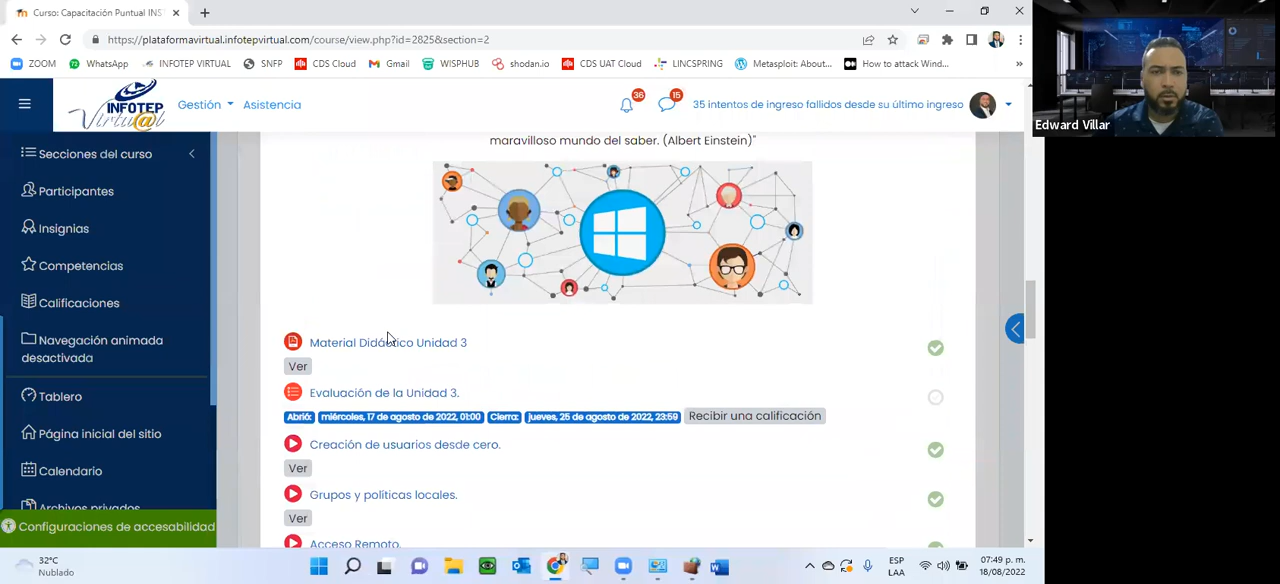 Curso: Capacitación Puntual INS
https://plataformavirtual.infotepvirtual.com/course/view.php?id=2825&section=2
ZOOM WhatsApp INFOTEP VIRTUAL SNFP CDS Cloud Gmail WISPHUB shodan.io CDS UAT Cloud LINCSPRING Metasploit: About... How to attack Wind... »
INFOTEP
Virtu@l
Gestión Asistencia 36 15 35 intentos de ingreso fallidos desde su último ingreso
Edward Villar
Secciones del curso
Participantes
Insignias
Competencias
Calificaciones
Navegación animada
desactivada
Tablero
Página inicial del sitio
Calendario
Archivos privados
Configuraciones de accesabilidad
maravilloso mundo del saber. (Albert Einstein)"
Material Didáctico Unidad 3
Ver
Evaluación de la Unidad 3.
Abrió: miércoles, 17 de agosto de 2022, 01:00 Cierra: jueves, 25 de agosto de 2022, 23:59 Recibir una calificación
Creación de usuarios desde cero.
Ver
Grupos y políticas locales.
Ver
Acceso Remoto.
32°C
Nublado
ESP
LAA
07:49 p. m.
18/08/2022